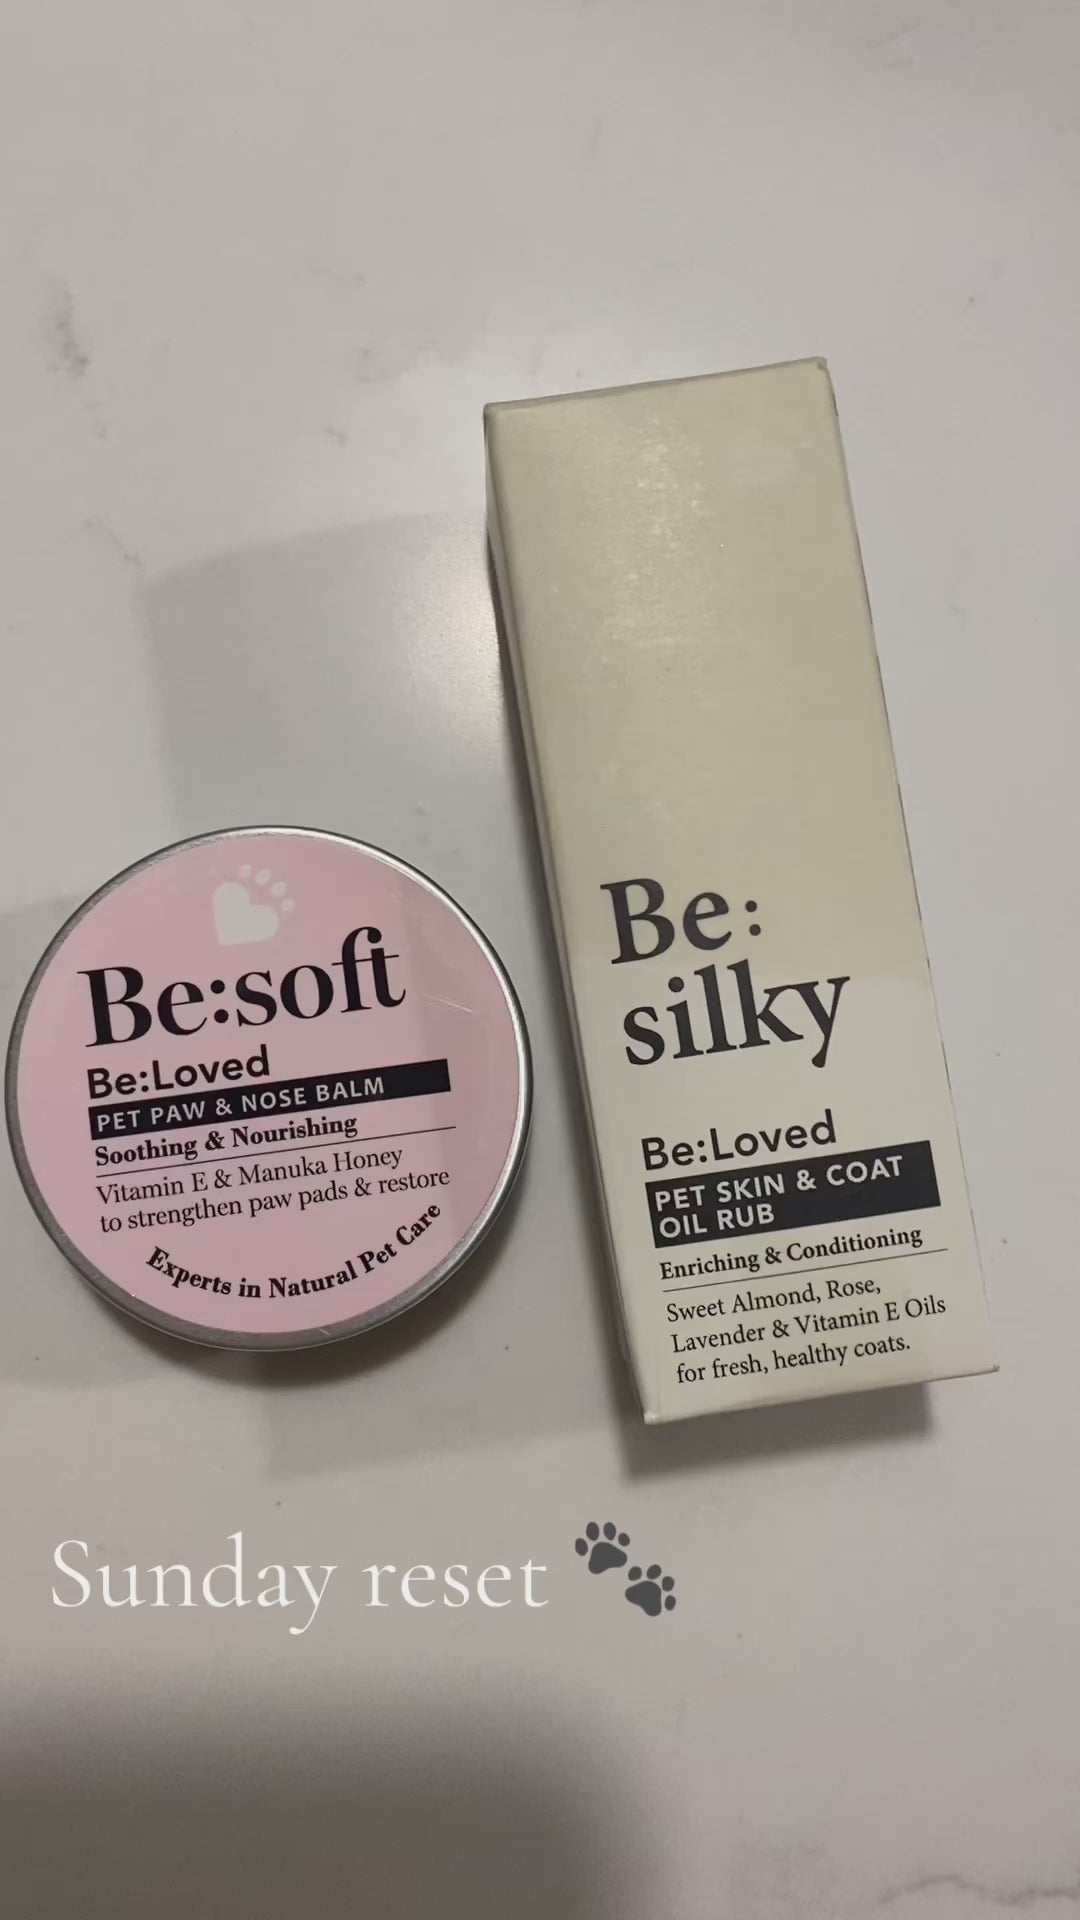 Be:soft
Be:Loved
PET PAW & NOSE BALM
Soothing & Nourishing
Vitamin E & Manuka Honey
to strengthen paw pads & restore
Experts in Natural Pet Care
Be:
silky
Be:Loved
PET SKIN & COAT
OIL RUB
Enriching & Conditioning
Sweet Almond, Rose,
Lavender & Vitamin E Oils
for fresh, healthy coats.
Sunday reset